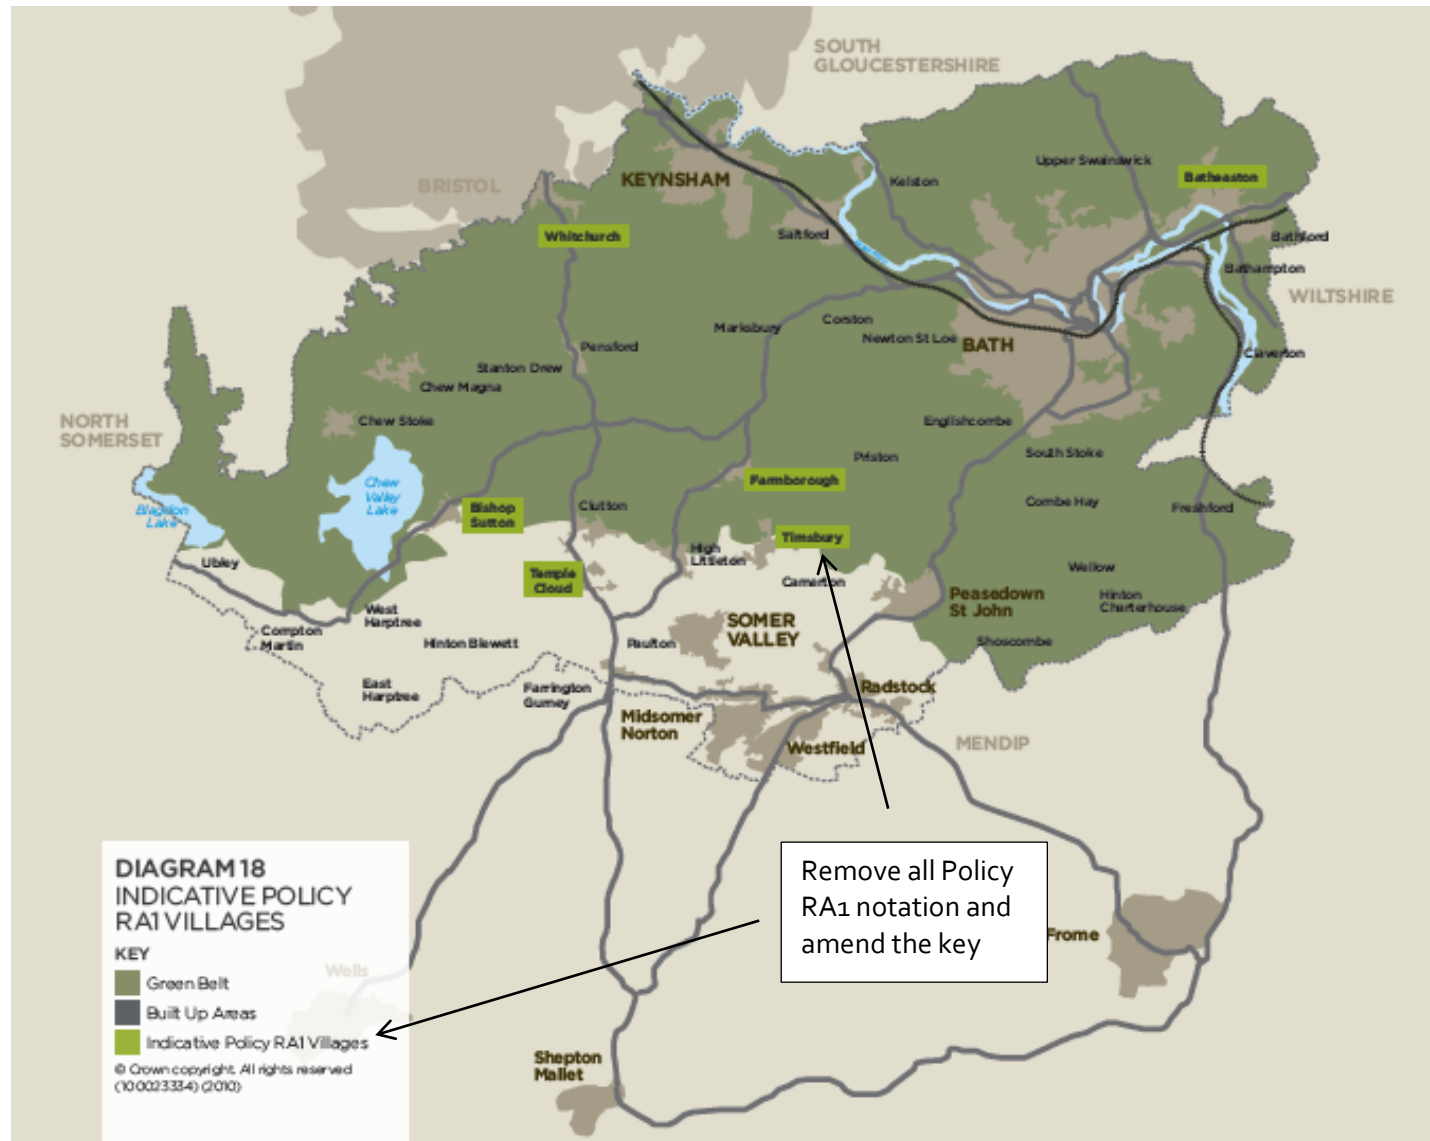 SOUTH
GLOUCESTERSHIRE
Upper Swainswick
Batheaston
BRISTOL
KEYNSHAM
Kelston
Whitchurch
Saltford
Bathford
Bathampton
WILTSHIRE
Marksbury
Corston
Newton St Loe
BATH
Pensford
Claverton
Stanton Drew
Chew Magna
NORTH
SOMERSET
Chew Stoke
Englishcombe
South Stoke
Priston
Chew
Valley
Lake
Farmborough
Blagdon
Lake
Bishop
Sutton
Clutton
Combe Hay
Freshford
Timsbury
High
Littleton
Ubley
Temple
Cloud
Camerton
Wellow
Peasedown
St John
Hinton
Charterhouse
West
Harptree
SOMER
VALLEY
Compton
Martin
Hinton Blewett
Paulton
Shoscombe
East
Harptree
Farrington
Gurney
Radstock
Midsomer
Norton
Westfield
MENDIP
DIAGRAM 18
INDICATIVE POLICY
RA1 VILLAGES
KEY
Wells
Green Belt
Built Up Areas
Indicative Policy RA1 Villages
© Crown copyright. All rights reserved
(100023334) (2010)
Remove all Policy
RA1 notation and
amend the key
Frome
Shepton
Mallet